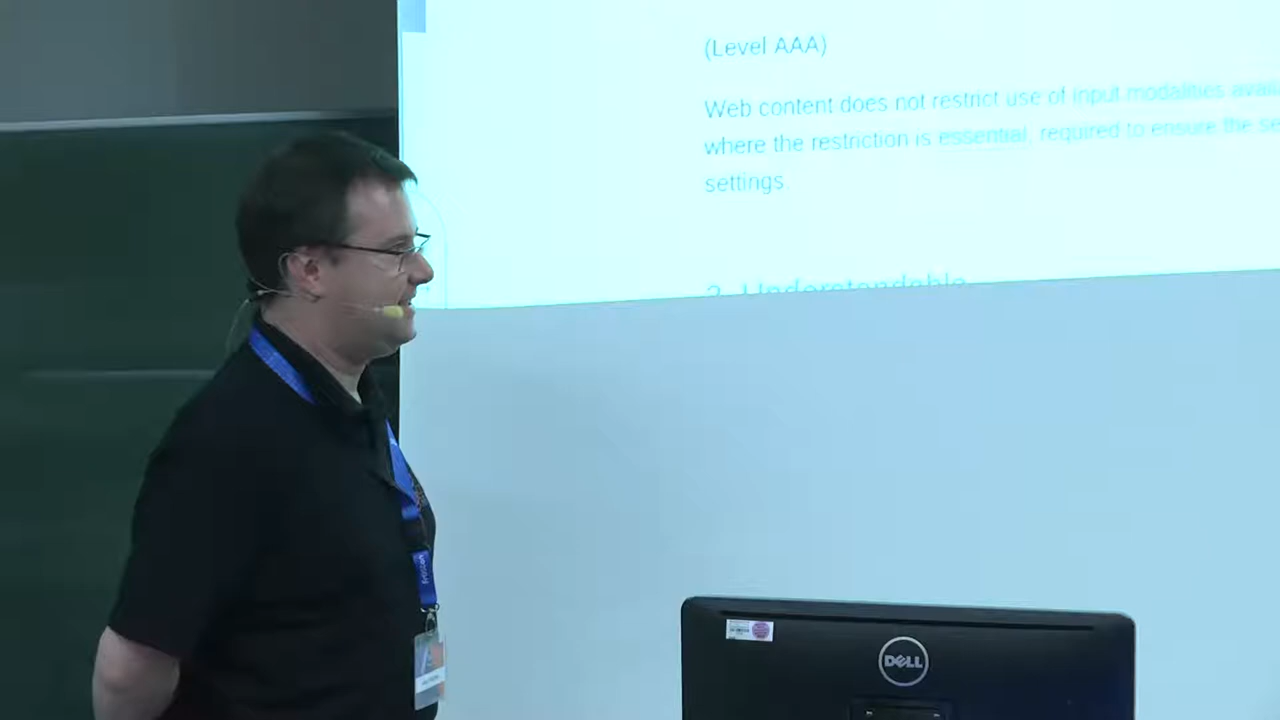 (Level AAA)
Web content does not restrict use of input modalities
where the restriction is essential, required to ensure the
settings.
Understandable
DELL